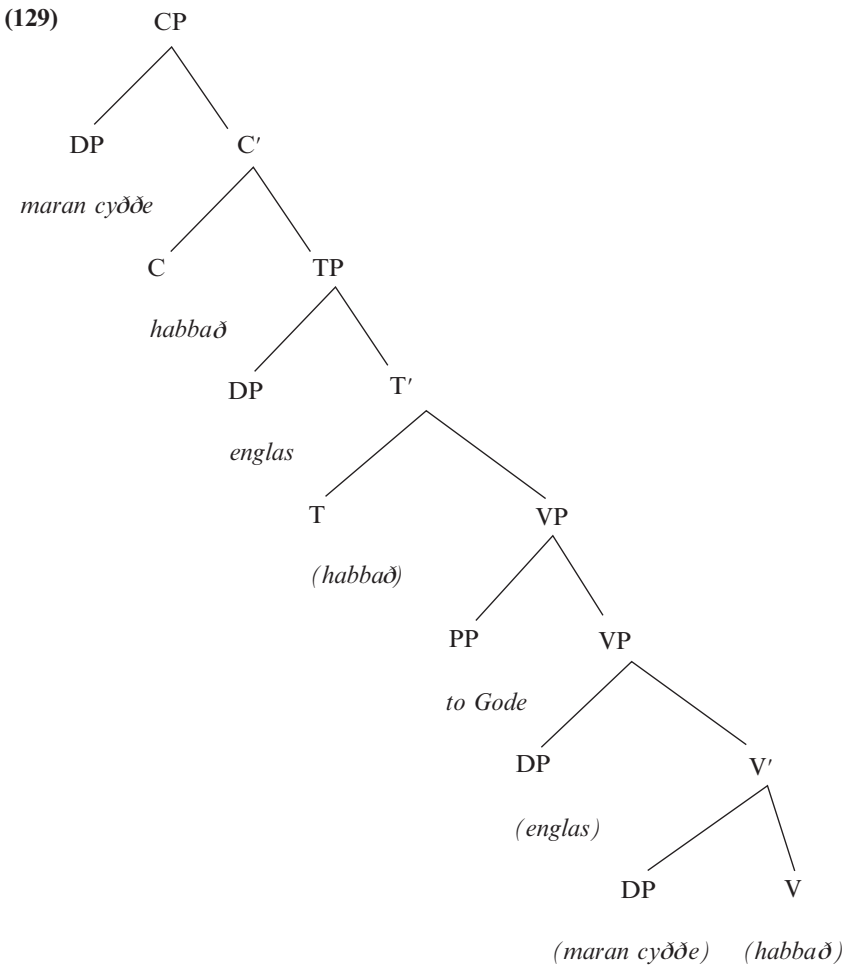 (129) CP
DP C′
maran cyððe
C TP
habbað
DP T′
englas
T VP
(habbað)
PP VP
to Gode
DP V′
(englas)
DP V
(maran cyððe) (habbað)